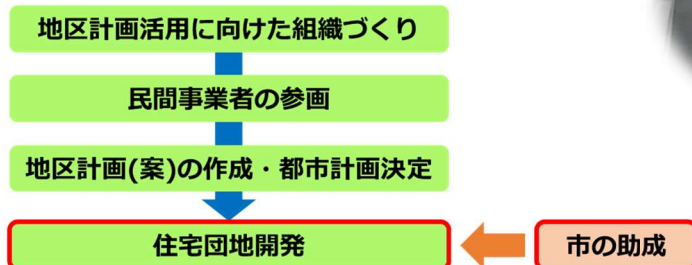 地区計画活用に向けた組織づくり
民間事業者の参画
地区計画(案)の作成・都市計画決定
住宅団地開発
市の助成